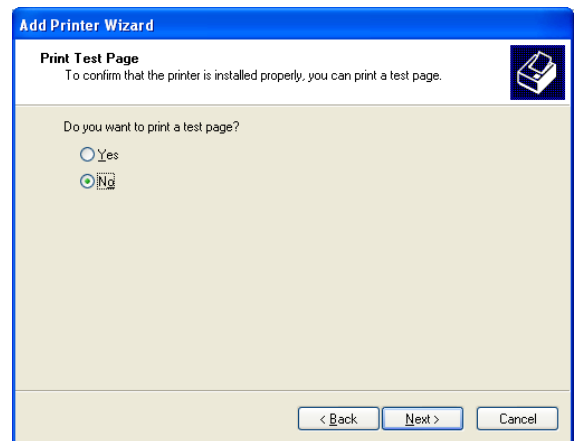 Add Printer Wizard
Print Test Page
To confirm that the printer is installed properly, you can print a test page.
Do you want to print a test page?
Yes
No
< Back
Next >
Cancel